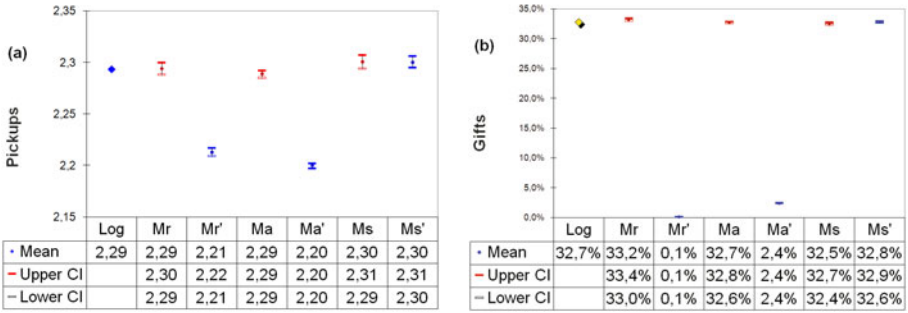 (a)
Pickups
2,35
2,3
2,25
2,2
2,15
Log Mr Mr' Ma Ma' Ms Ms'
Mean 2,29 2,29 2,21 2,29 2,20 2,30 2,30
Upper CI 2,30 2,22 2,29 2,20 2,31 2,31
Lower CI 2,29 2,21 2,29 2,20 2,29 2,30
(b)
Gifts
35,0%
30,0%
25,0%
20,0%
15,0%
10,0%
5,0%
0,0%
Log Mr Mr' Ma Ma' Ms Ms'
Mean 32,7% 33,2% 0,1% 32,7% 2,4% 32,5% 32,8%
Upper CI 33,4% 0,1% 32,8% 2,4% 32,7% 32,9%
Lower CI 33,0% 0,1% 32,6% 2,4% 32,4% 32,6%